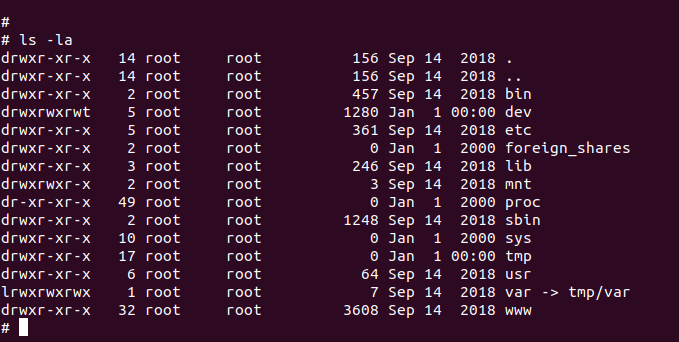 #
# ls -la
drwxr-xr-x   14 root     root           156 Sep 14  2018 .
drwxr-xr-x   14 root     root           156 Sep 14  2018 ..
drwxr-xr-x    2 root     root           457 Sep 14  2018 bin
drwxrwxrwt    5 root     root          1280 Jan  1 00:00 dev
drwxr-xr-x    5 root     root           361 Sep 14  2018 etc
drwxr-xr-x    2 root     root             0 Jan  1  2000 foreign_shares
drwxr-xr-x    3 root     root           246 Sep 14  2018 lib
drwxrwxr-x    2 root     root             3 Sep 14  2018 mnt
dr-xr-xr-x   49 root     root             0 Jan  1  2000 proc
drwxr-xr-x    2 root     root          1248 Sep 14  2018 sbin
drwxr-xr-x   10 root     root             0 Jan  1  2000 sys
drwxr-xr-x   17 root     root             0 Jan  1 00:00 tmp
drwxr-xr-x    6 root     root            64 Sep 14  2018 usr
lrwxrwxrwx    1 root     root             7 Sep 14  2018 var -> tmp/var
drwxr-xr-x   32 root     root          3608 Sep 14  2018 www
#